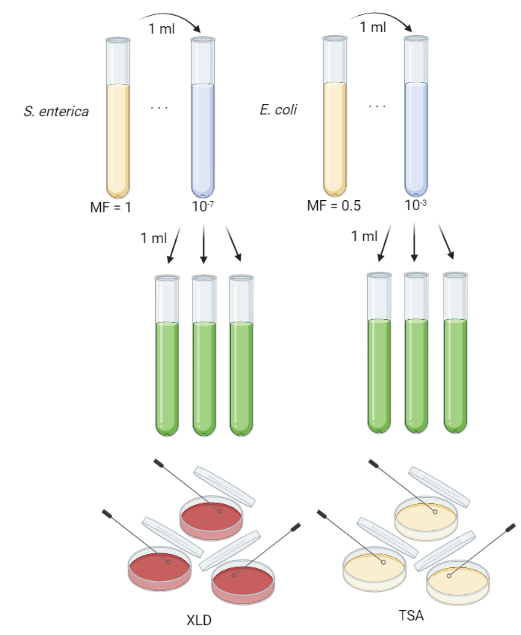 1 ml
1 ml
S. enterica
...
E. coli
...
MF = 1
10⁻⁷
MF = 0.5
10⁻³
1 ml
1 ml
XLD
TSA